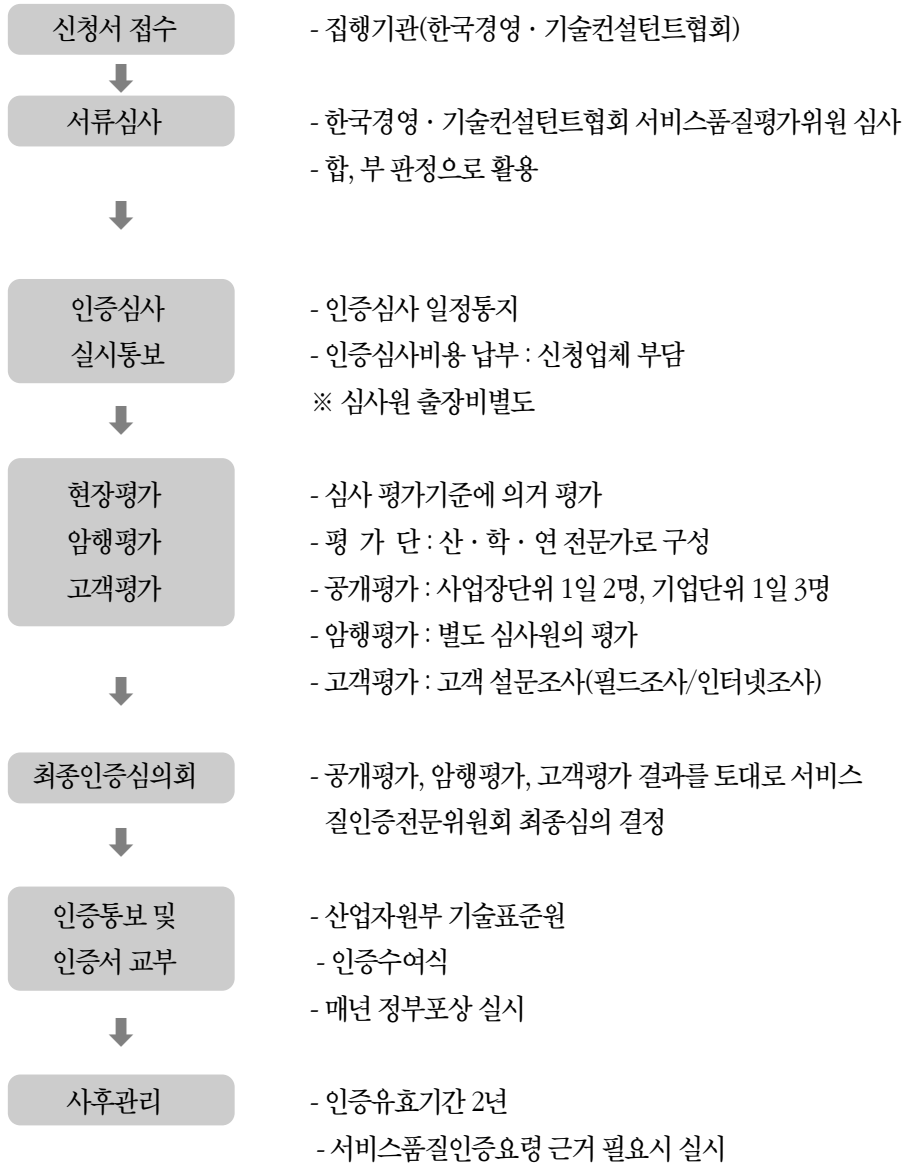 신청서 접수
- 집행기관(한국경영·기술컨설턴트협회)
서류심사
- 한국경영·기술컨설턴트협회 서비스품질평가위원 심사
- 합, 부 판정으로 활용
인증심사
실시통보
- 인증심사 일정통지
- 인증심사비용 납부 : 신청업체 부담
※ 심사원 출장비별도
현장평가
암행평가
고객평가
- 심사 평가기준에 의거 평가
- 평 가 단 : 산·학·연 전문가로 구성
- 공개평가 : 사업장단위 1일 2명, 기업단위 1일 3명
- 암행평가 : 별도 심사원의 평가
- 고객평가 : 고객 설문조사(필드조사/인터넷조사)
최종인증심의회
- 공개평가, 암행평가, 고객평가 결과를 토대로 서비스
질인증전문위원회 최종심의 결정
인증통보 및
인증서 교부
- 산업자원부 기술표준원
- 인증수여식
- 매년 정부포상 실시
사후관리
- 인증유효기간 2년
- 서비스품질인증요령 근거 필요시 실시